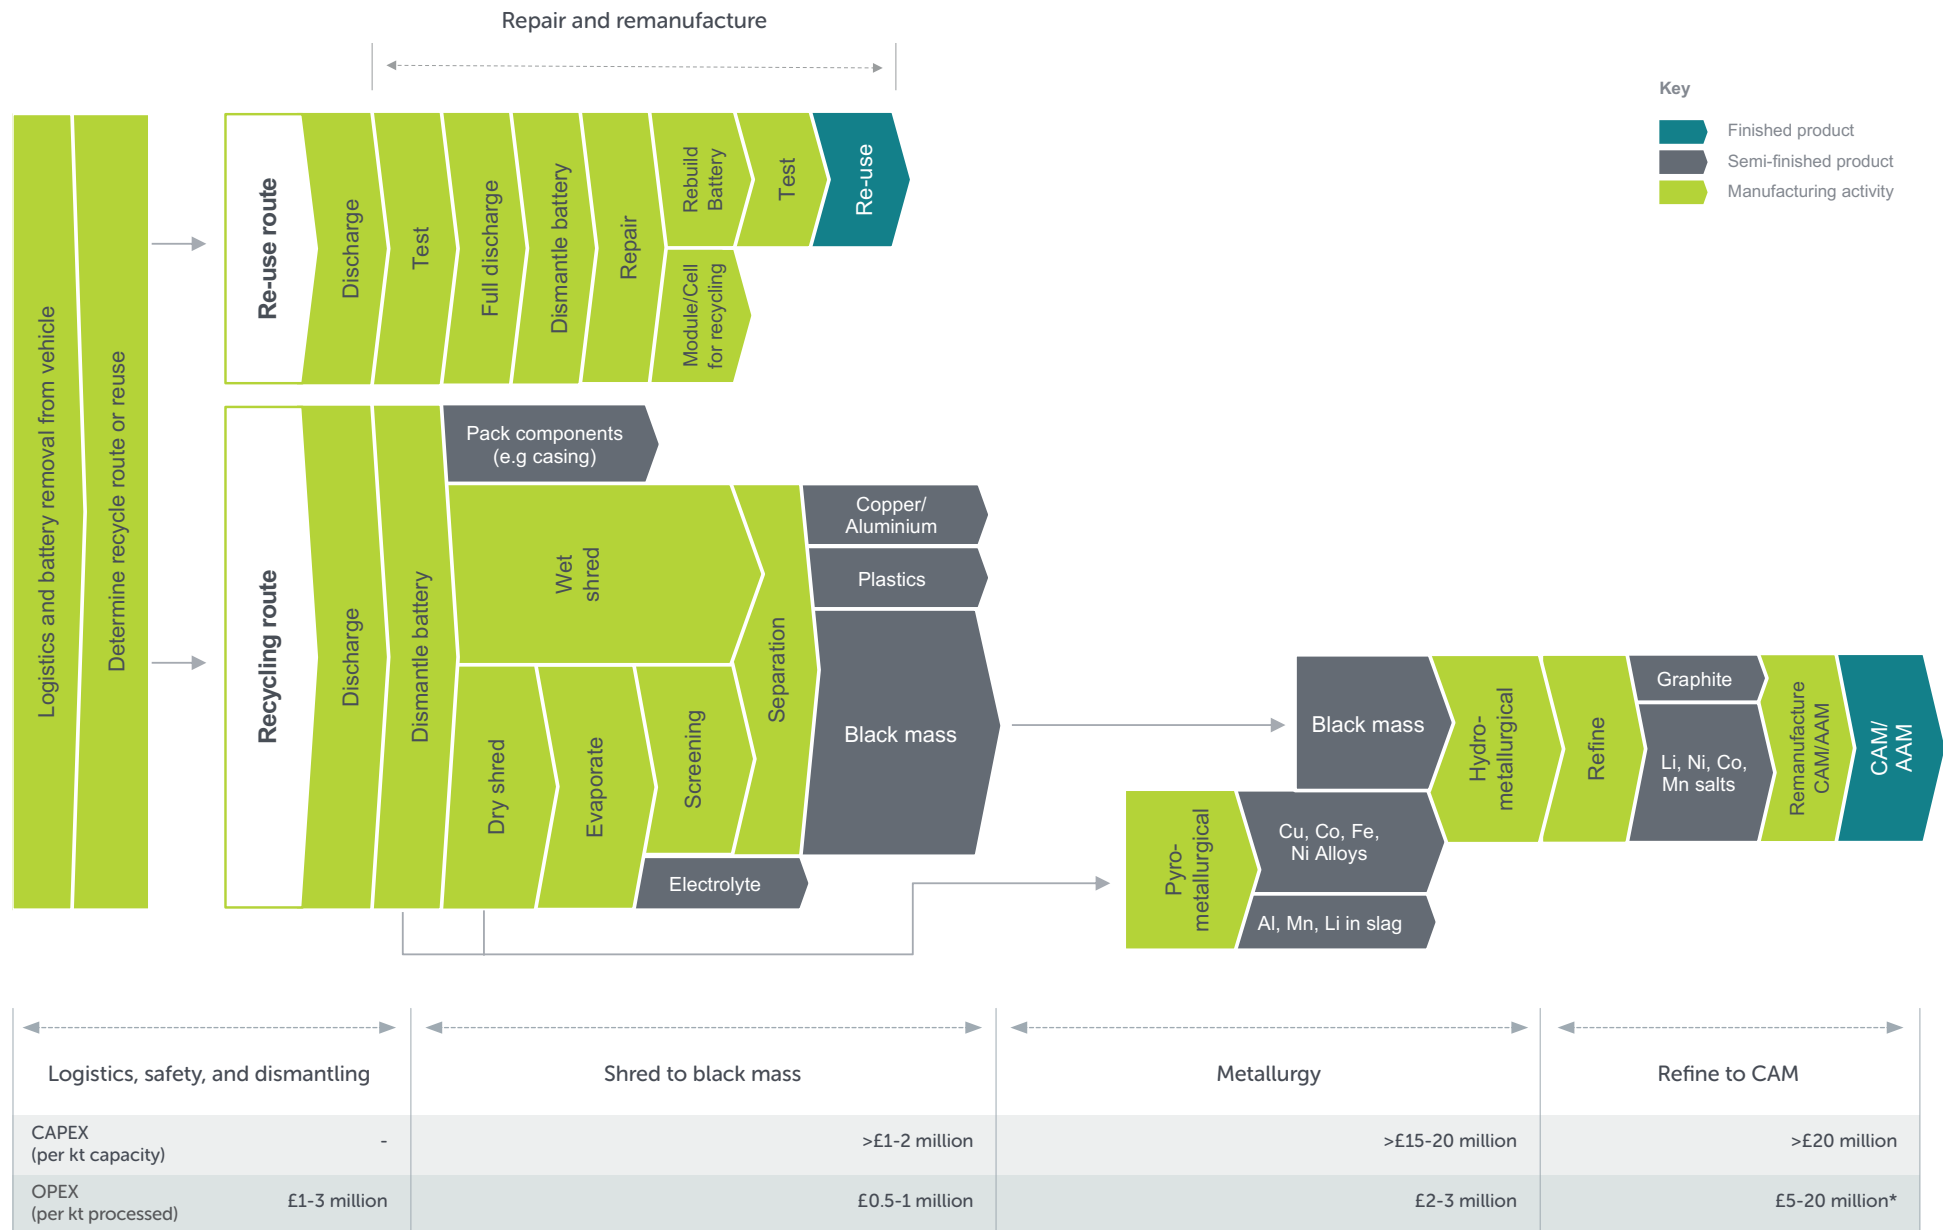 Repair and remanufacture
Key
Finished product
Semi-finished product
Manufacturing activity
Logistics and battery removal from vehicle
Determine recycle route or reuse
Re-use route
Discharge
Test
Full discharge
Dismantle battery
Repair
Rebuild
Battery
Module/Cell
for recycling
Test
Re-use
Recycling route
Discharge
Dismantle battery
Pack components
(e.g casing)
Wet
shred
Dry shred
Evaporate
Screening
Electrolyte
Separation
Copper/
Aluminium
Plastics
Black mass
Black mass
Pyro-
metallurgical
Cu, Co, Fe,
Ni Alloys
Al, Mn, Li in slag
Hydro-
metallurgical
Refine
Graphite
Li, Ni, Co,
Mn salts
Remanufacture
CAM/AAM
CAM/
AAM
Logistics, safety, and dismantling
Shred to black mass
Metallurgy
Refine to CAM
CAPEX
(per kt capacity)
-
>£1-2 million
>£15-20 million
>£20 million
OPEX
(per kt processed)
£1-3 million
£0.5-1 million
£2-3 million
£5-20 million*